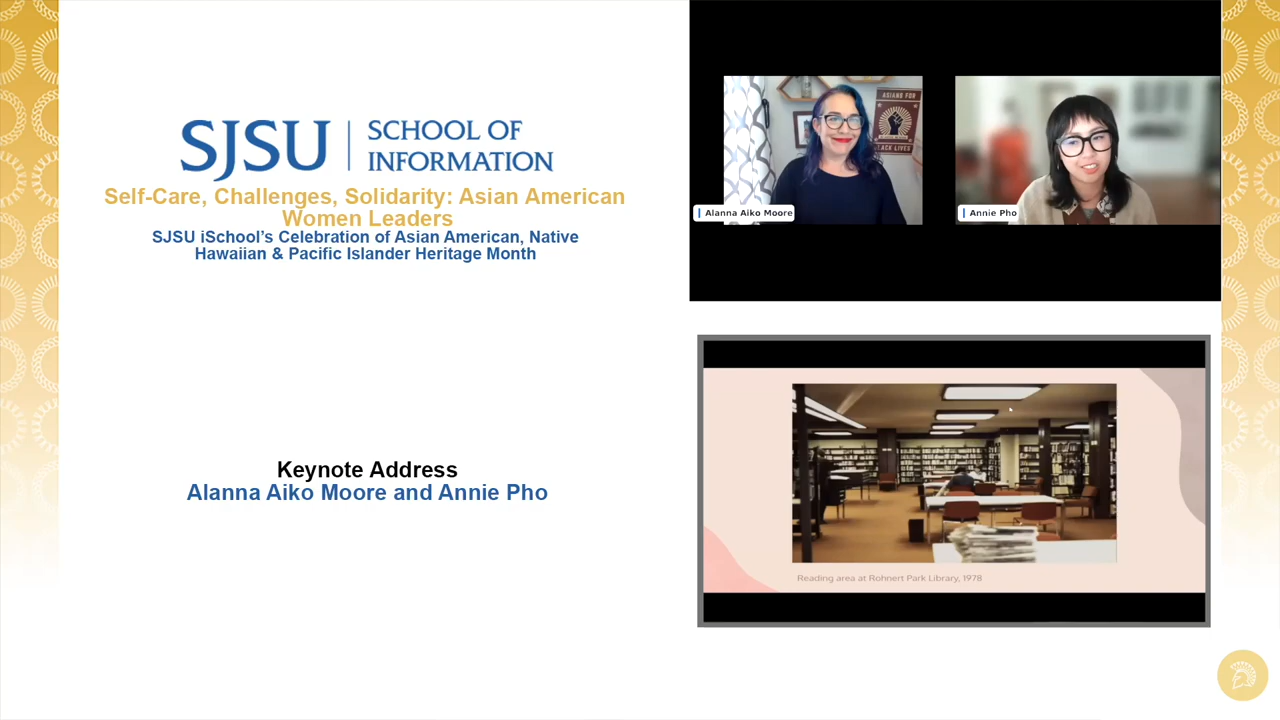 SJSU
SCHOOL OF
INFORMATION
Self-Care, Challenges, Solidarity: Asian American
Women Leaders
SJSU iSchool’s Celebration of Asian American, Native
Hawaiian & Pacific Islander Heritage Month
Keynote Address
Alanna Aiko Moore and Annie Pho
ASIANS FOR
Alanna Aiko Moore
Annie Pho
Reading area at Rohnert Park Library, 1978